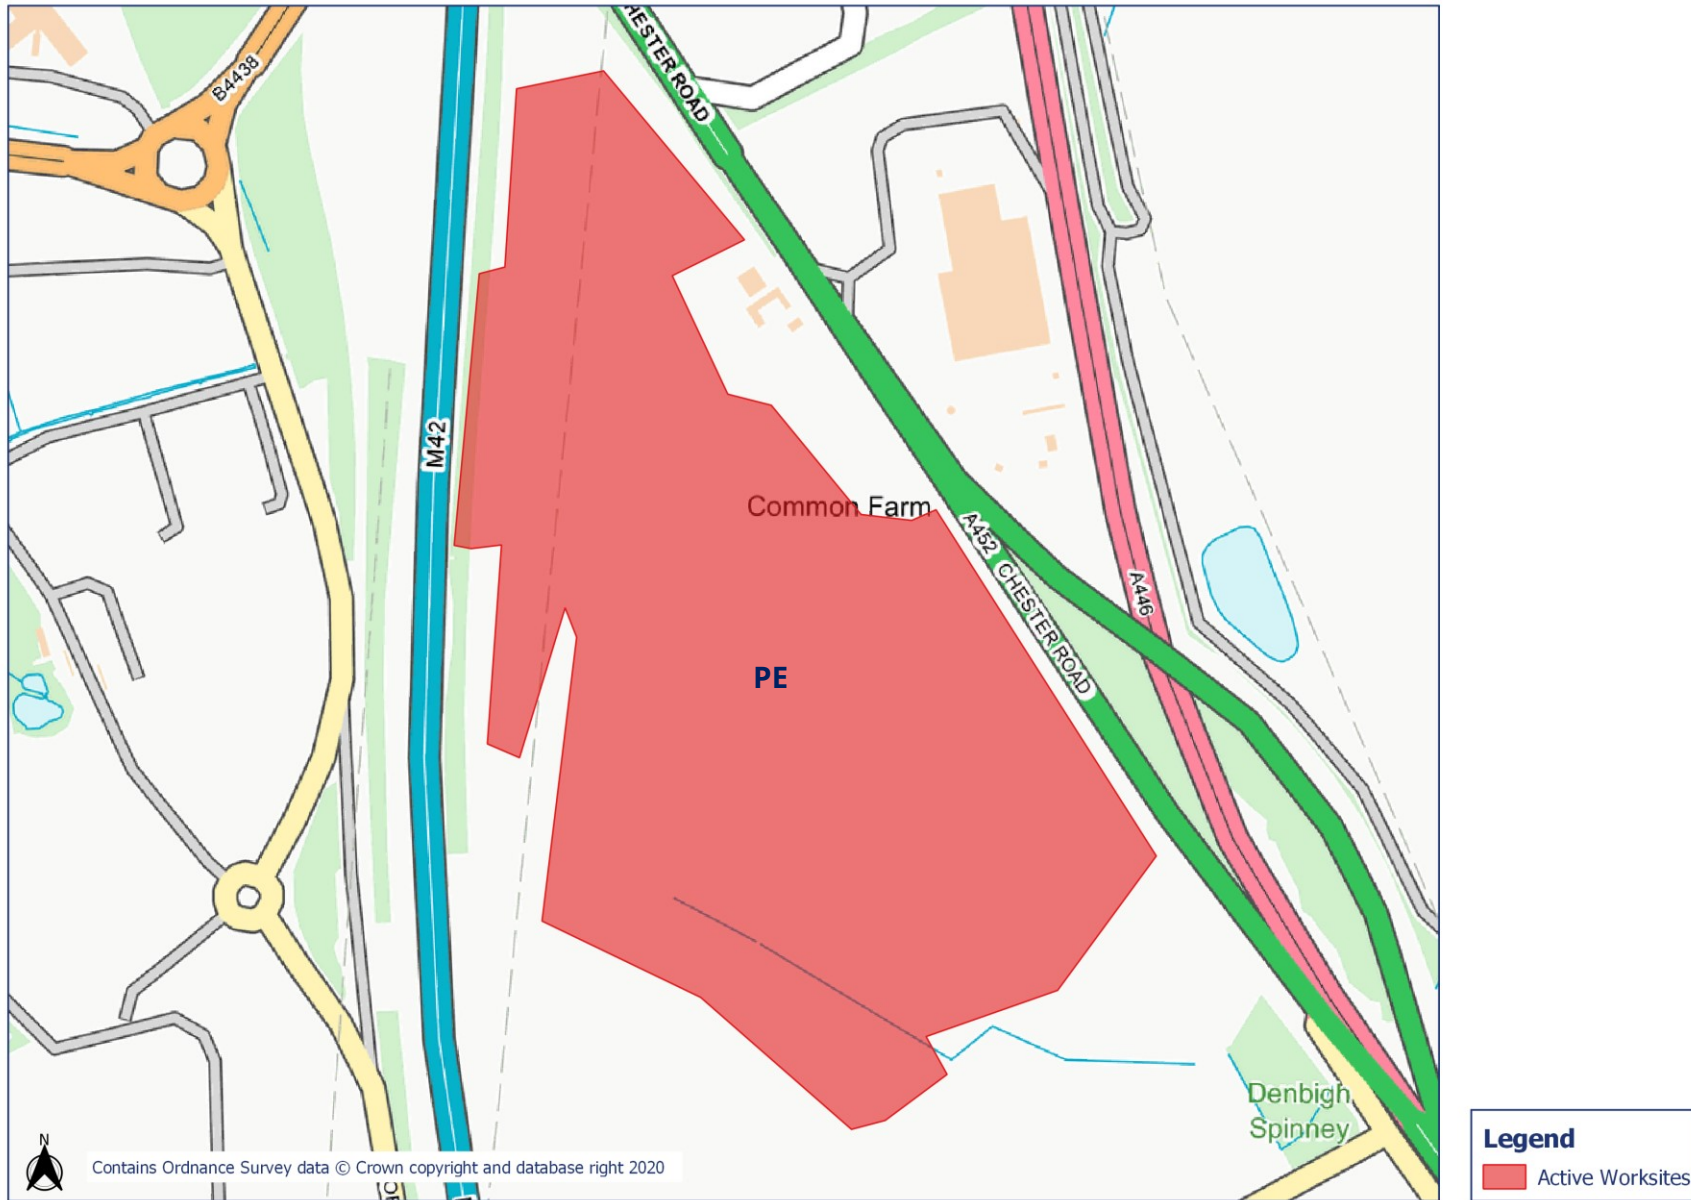 CHESTER ROAD
B4438
M42
Common Farm
A452 CHESTER ROAD
A446
PE
Denbigh
Spinney
N
Contains Ordnance Survey data © Crown copyright and database right 2020
Legend
Active Worksites